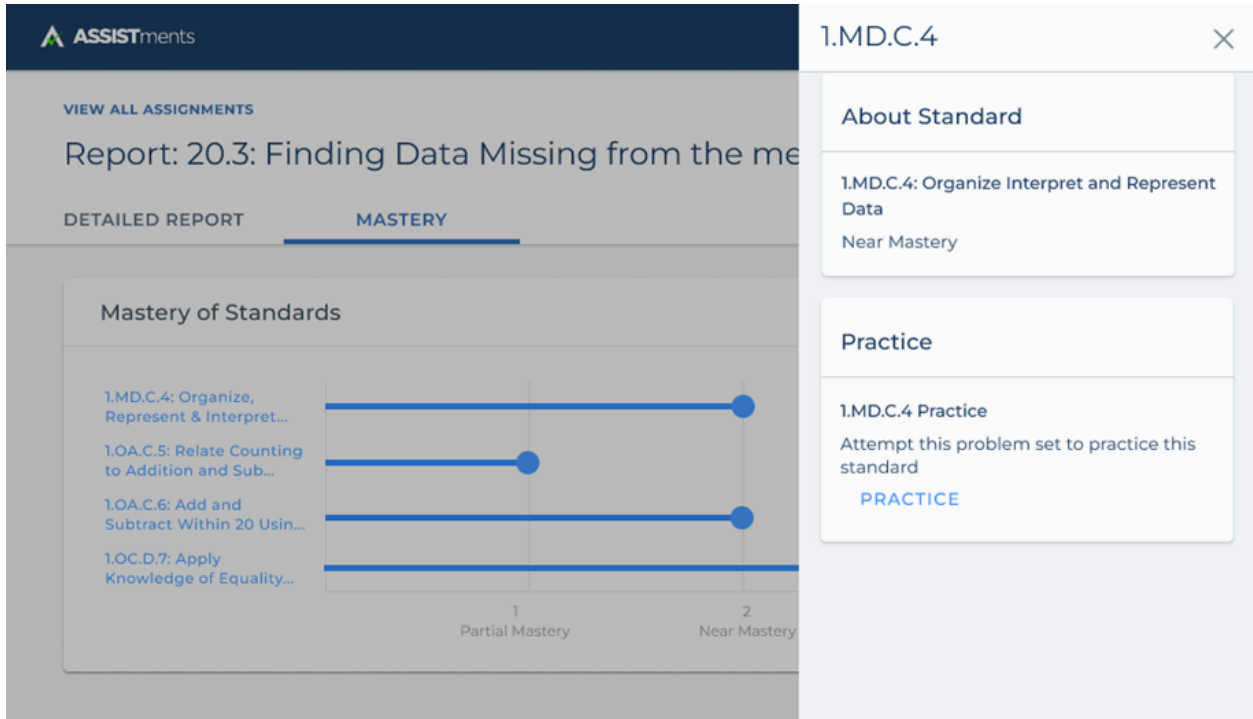 ASSISTments
VIEW ALL ASSIGNMENTS
Report: 20.3: Finding Data Missing from the me
DETAILED REPORT
MASTERY
Mastery of Standards
1.MD.C.4: Organize,
Represent & Interpret...
1.OA.C.5: Relate Counting
to Addition and Sub...
1.OA.C.6: Add and
Subtract Within 20 Usin...
1.OC.D.7: Apply
Knowledge of Equality...
1
Partial Mastery
2
Near Mastery
1.MD.C.4
About Standard
1.MD.C.4: Organize Interpret and Represent
Data
Near Mastery
Practice
1.MD.C.4 Practice
Attempt this problem set to practice this
standard
PRACTICE